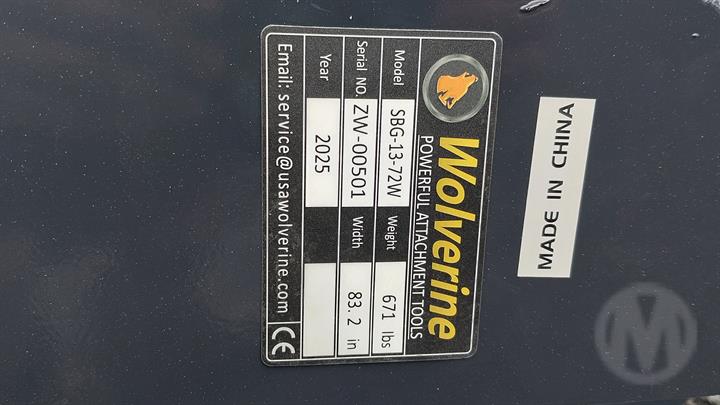 Wolverine
POWERFUL ATTACHMENT TOOLS
Model SBG-13-72W Weight 671 lbs
Serial NO. ZW-00501 Width 83.2 in
Year 2025
Email: service@usawolverine.com CE
MADE IN CHINA
M